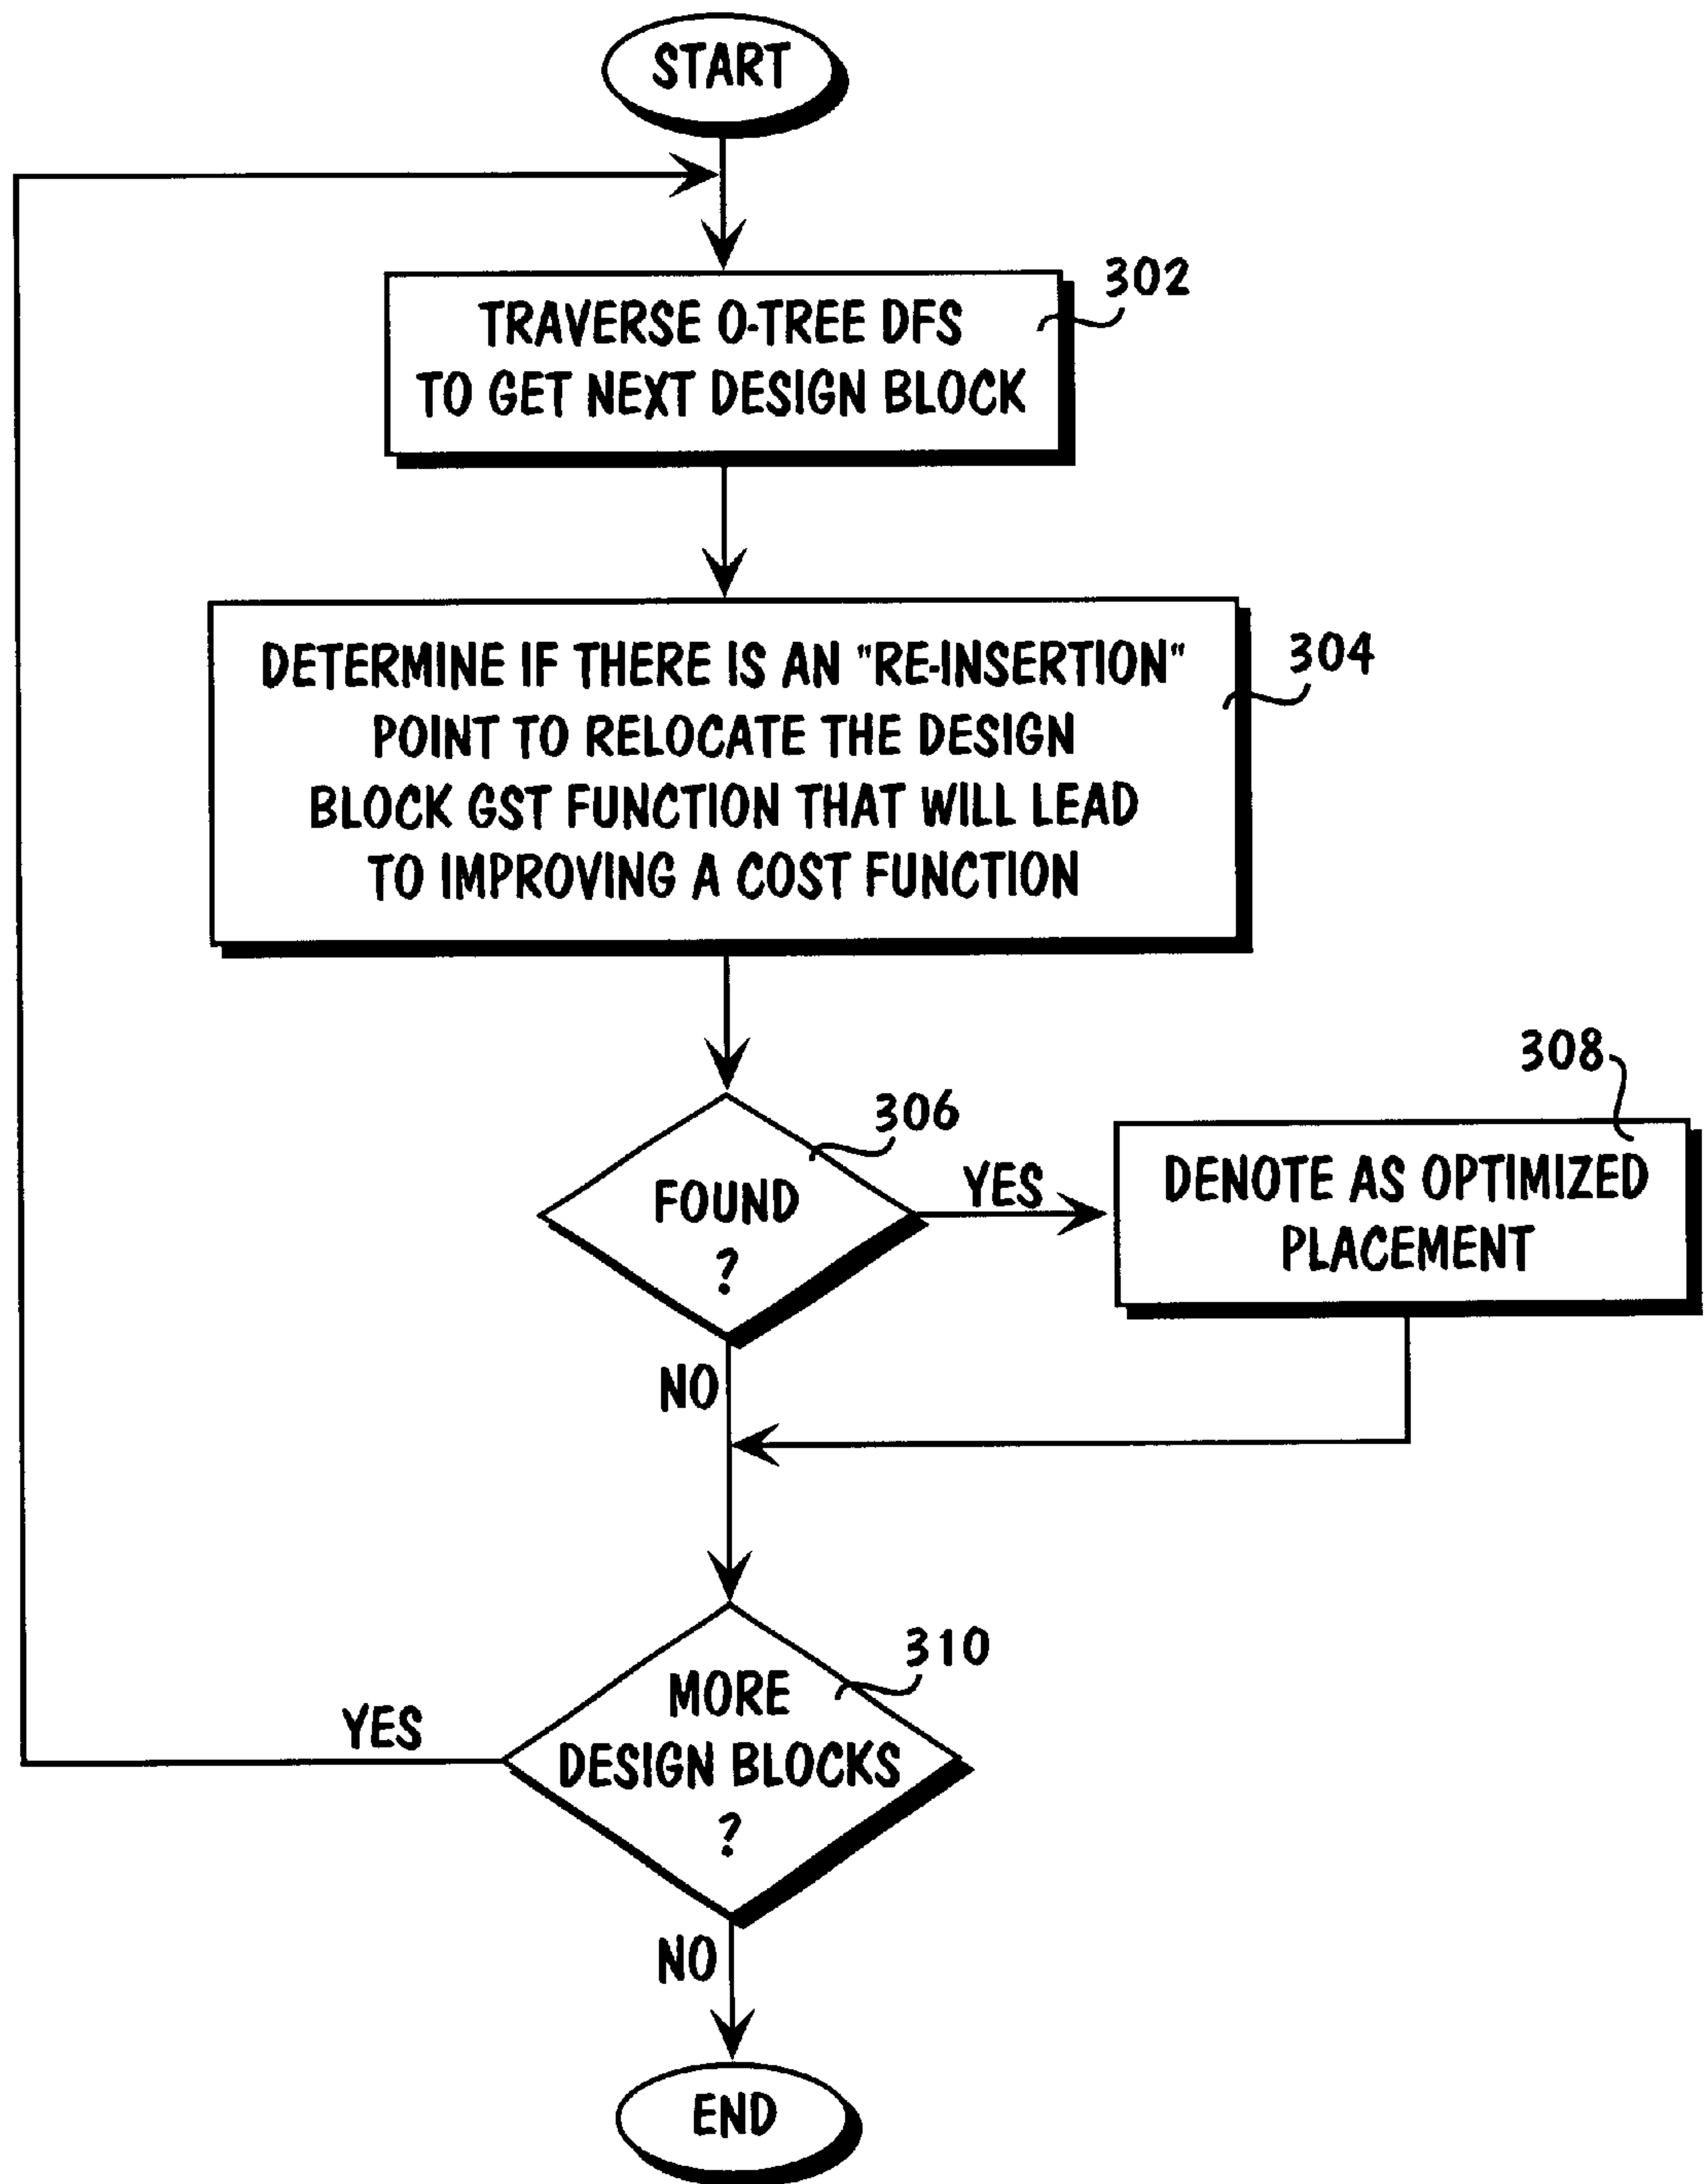 START
302
TRAVERSE O-TREE DFS
TO GET NEXT DESIGN BLOCK
304
DETERMINE IF THERE IS AN "RE-INSERTION"
POINT TO RELOCATE THE DESIGN
BLOCK GST FUNCTION THAT WILL LEAD
TO IMPROVING A COST FUNCTION
306
FOUND
?
YES
308
DENOTE AS OPTIMIZED
PLACEMENT
NO
310
MORE
DESIGN BLOCKS
?
YES
NO
END